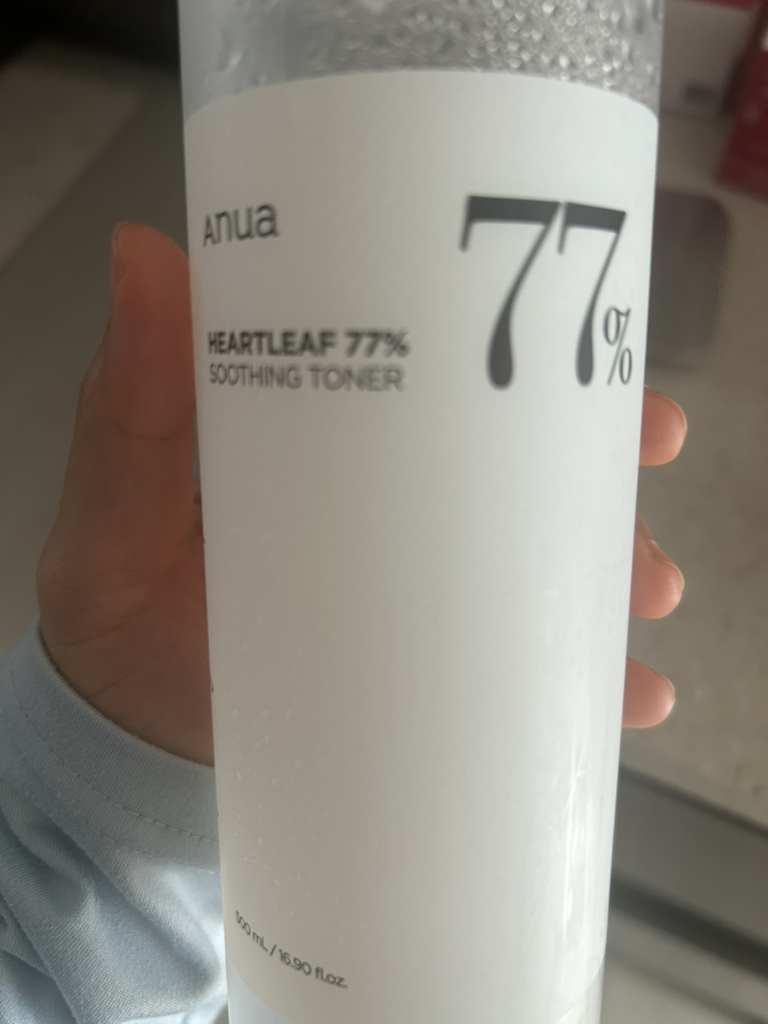 Anua
77%
HEARTLEAF 77%
SOOTHING TONER
500 mL / 16.90 fl.oz.